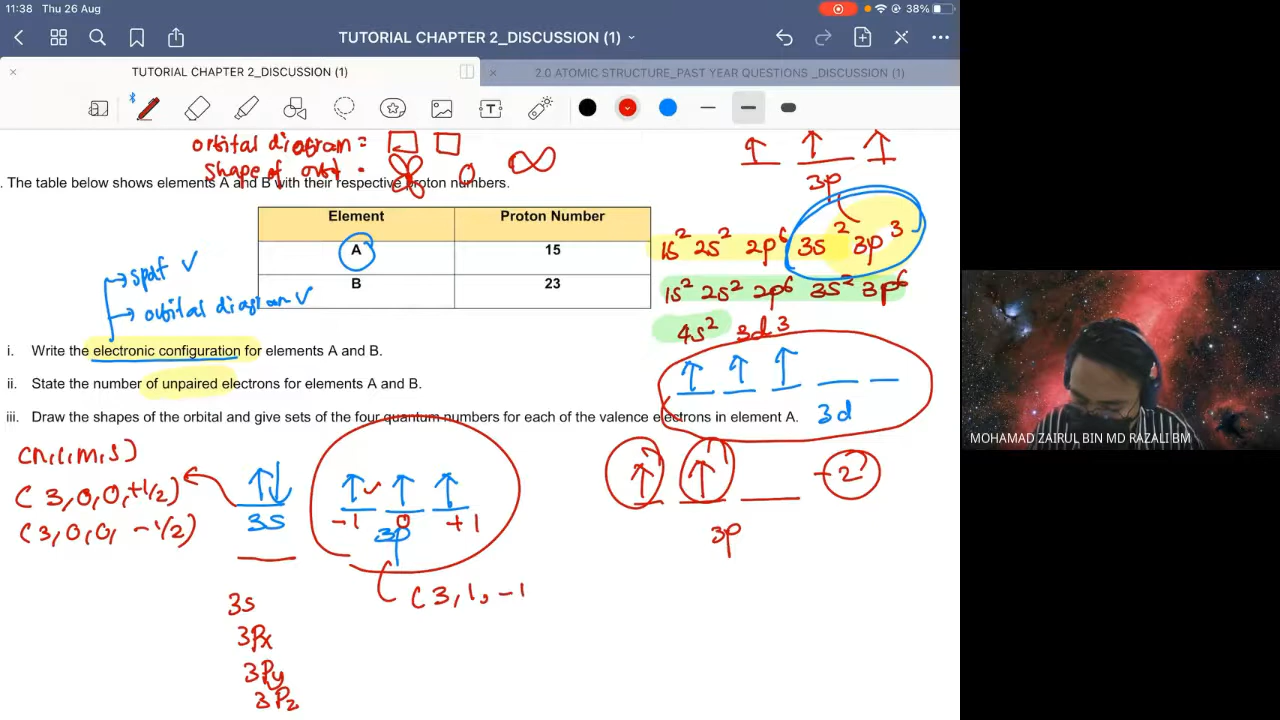 11:38 Thu 26 Aug 38%
TUTORIAL CHAPTER 2_DISCUSSION (1)
TUTORIAL CHAPTER 2_DISCUSSION (1)
2.0 ATOMIC STRUCTURE_PAST YEAR QUESTIONS _DISCUSSION (1)
orbital diagram =
shape of orbit
3p
. The table below shows elements A and B with their respective proton numbers.
Element Proton Number
A 15
B 23
1s² 2s² 2p⁶ 3s² 3p³
1s² 2s² 2p⁶ 3s² 3p⁶
4s² 3d³
→ spdf ✓
→ orbital diagram ✓
i. Write the electronic configuration for elements A and B.
ii. State the number of unpaired electrons for elements A and B.
iii. Draw the shapes of the orbital and give sets of the four quantum numbers for each of the valence electrons in element A.
3d
(n,l,m,s)
(3,0,0,+1/2)
(3,0,0,-1/2)
3s
-1 0 +1
3p
(3,1,-1
-2
3p
3s
3Px
3Py
3Pz
MOHAMAD ZAIRUL BIN MD RAZALI BM